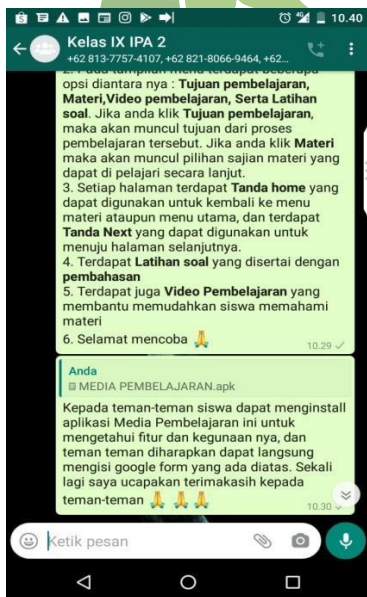 10.40
Kelas IX IPA 2
+62 813-7757-4107, +62 821-8066-9464, +62...
2. Pada tampilan menu terdapat beberapa
opsi diantara nya : Tujuan pembelajaran,
Materi,Video pembelajaran, Serta Latihan
soal. Jika anda klik Tujuan pembelajaran,
maka akan muncul tujuan dari proses
pembelajaran tersebut. Jika anda klik Materi
maka akan muncul pilihan sajian materi yang
dapat di pelajari secara lanjut.
3. Setiap halaman terdapat Tanda home yang
dapat digunakan untuk kembali ke menu
materi ataupun menu utama, dan terdapat
Tanda Next yang dapat digunakan untuk
menuju halaman selanjutnya.
4. Terdapat Latihan soal yang disertai dengan
pembahasan
5. Terdapat juga Video Pembelajaran yang
membantu memudahkan siswa memahami
materi
6. Selamat mencoba 🙏
10.29
Anda
MEDIA PEMBELAJARAN.apk
Kepada teman-teman siswa dapat menginstall
aplikasi Media Pembelajaran ini untuk
mengetahui fitur dan kegunaan nya, dan
teman teman diharapkan dapat langsung
mengisi google form yang ada diatas. Sekali
lagi saya ucapakan terimakasih kepada
teman-teman 🙏 🙏 🙏
10.30
Ketik pesan